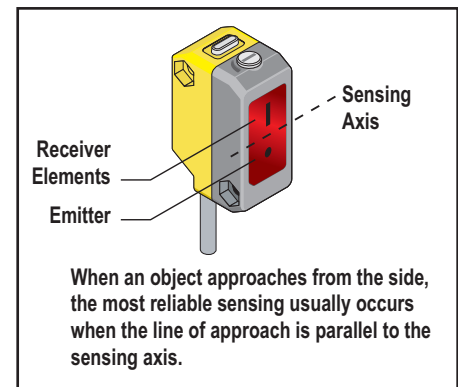 Sensing
Axis
Receiver
Elements
Emitter
When an object approaches from the side,
the most reliable sensing usually occurs
when the line of approach is parallel to the
sensing axis.